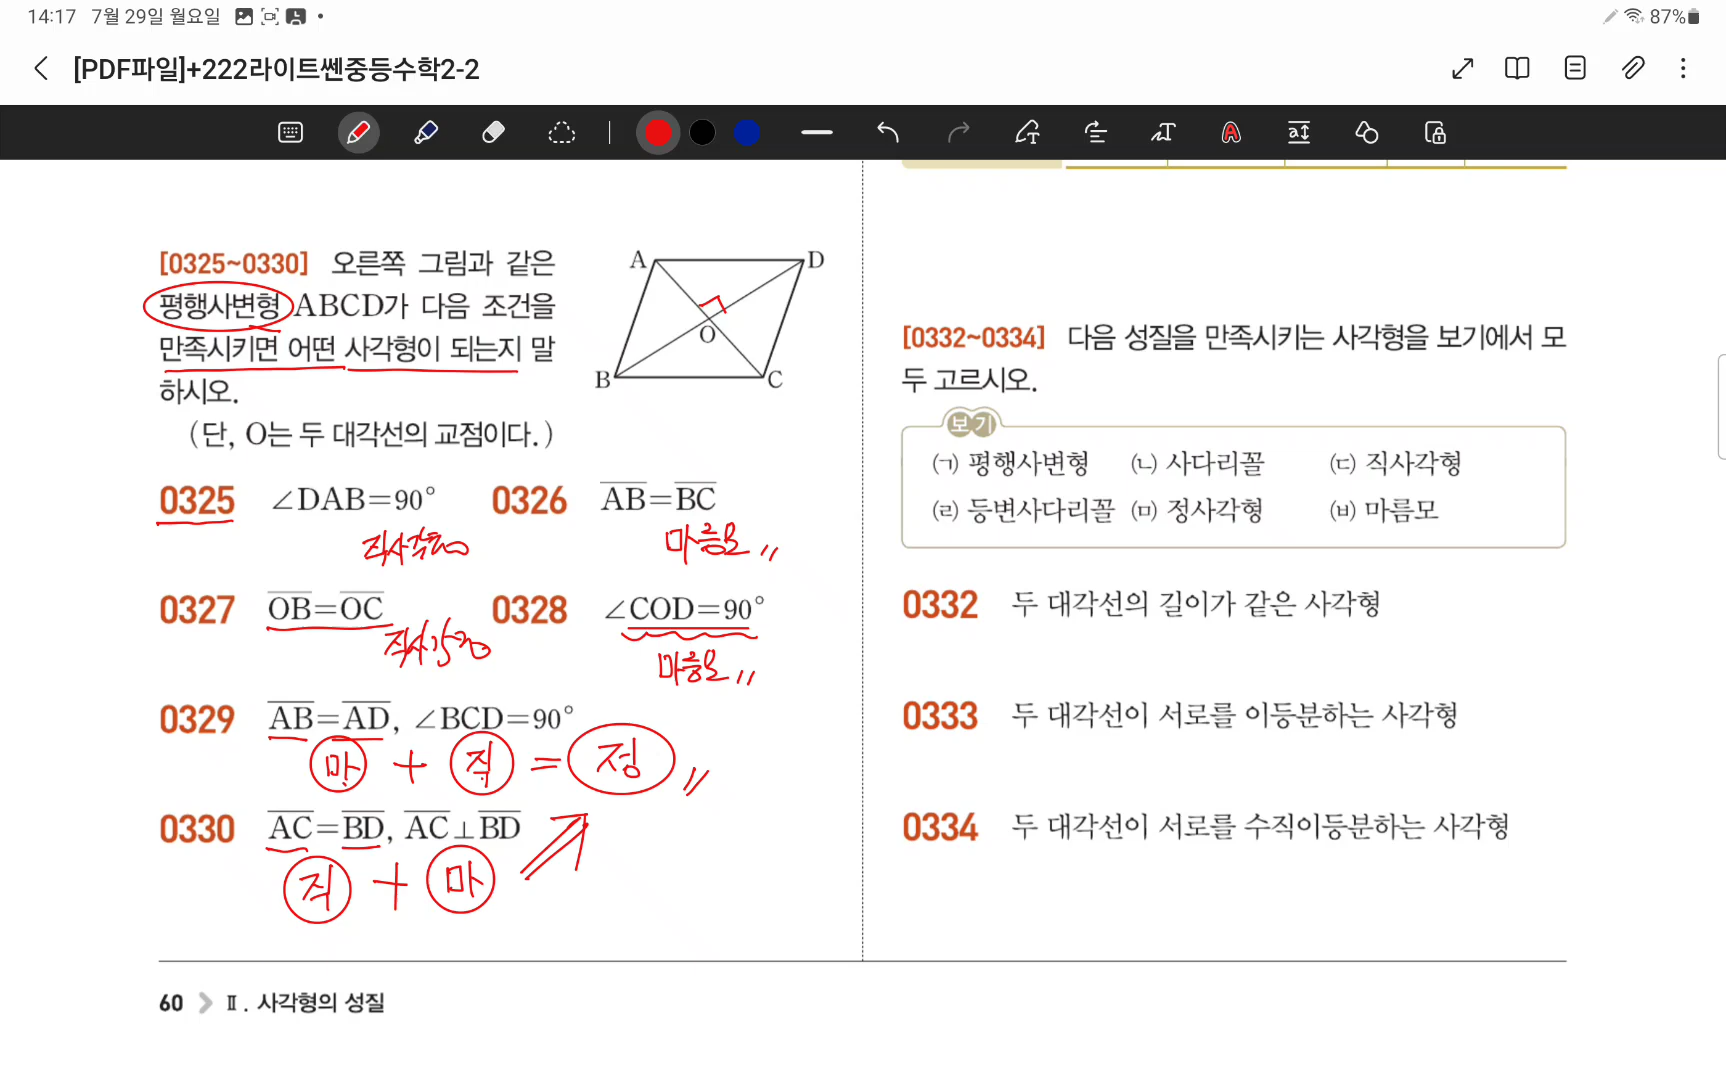 14:17 7월 29일 월요일
87%
[PDF파일]+222라이트쎈중등수학2-2
[0325~0330] 오른쪽 그림과 같은
평행사변형 ABCD가 다음 조건을
만족시키면 어떤 사각형이 되는지 말
하시오.
(단, O는 두 대각선의 교점이다.)
A D
O
B C
0325 ∠DAB=90°
직사각형
0326 AB=BC
마름모 〃
0327 OB=OC
직사각형
0328 ∠COD=90°
마름모 〃
0329 AB=AD, ∠BCD=90°
마 + 직 = 정 〃
0330 AC=BD, AC⊥BD
직 + 마
60 Ⅱ. 사각형의 성질
[0332~0334] 다음 성질을 만족시키는 사각형을 보기에서 모
두 고르시오.
보기
(ㄱ) 평행사변형 (ㄴ) 사다리꼴 (ㄷ) 직사각형
(ㄹ) 등변사다리꼴 (ㅁ) 정사각형 (ㅂ) 마름모
0332 두 대각선의 길이가 같은 사각형
0333 두 대각선이 서로를 이등분하는 사각형
0334 두 대각선이 서로를 수직이등분하는 사각형